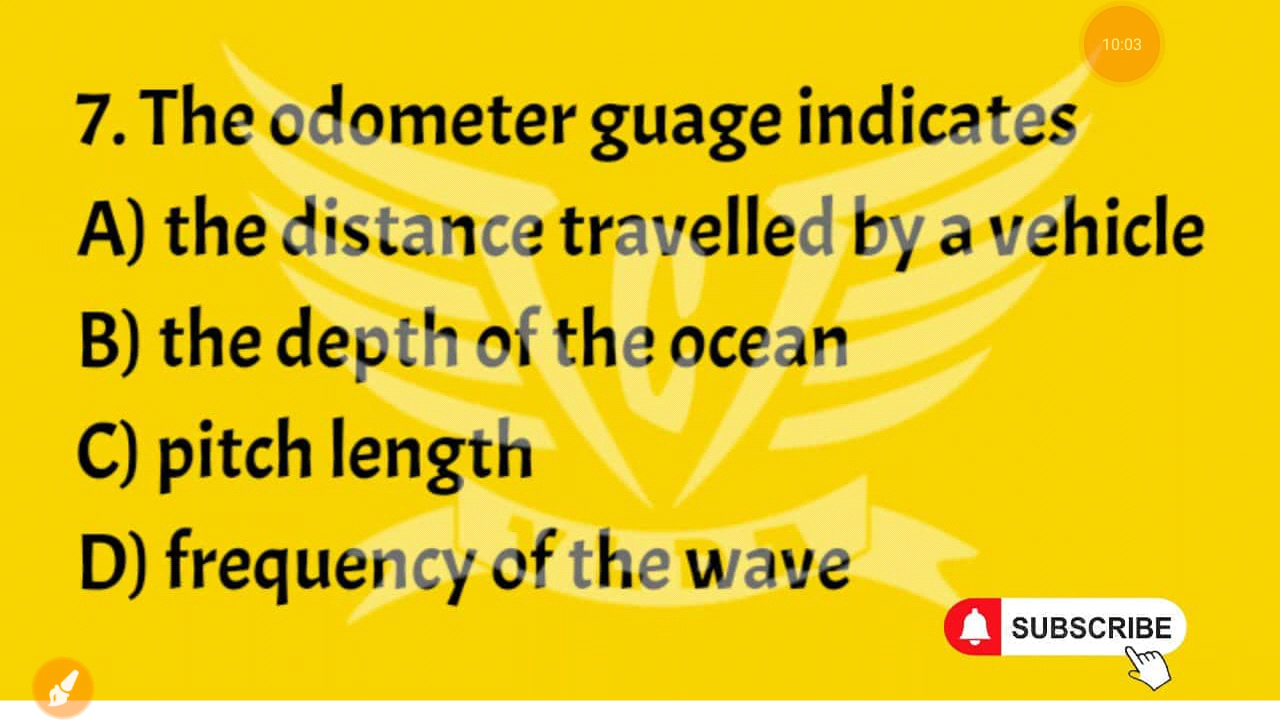 10:03
7. The odometer guage indicates
A) the distance travelled by a vehicle
B) the depth of the ocean
C) pitch length
D) frequency of the wave
SUBSCRIBE